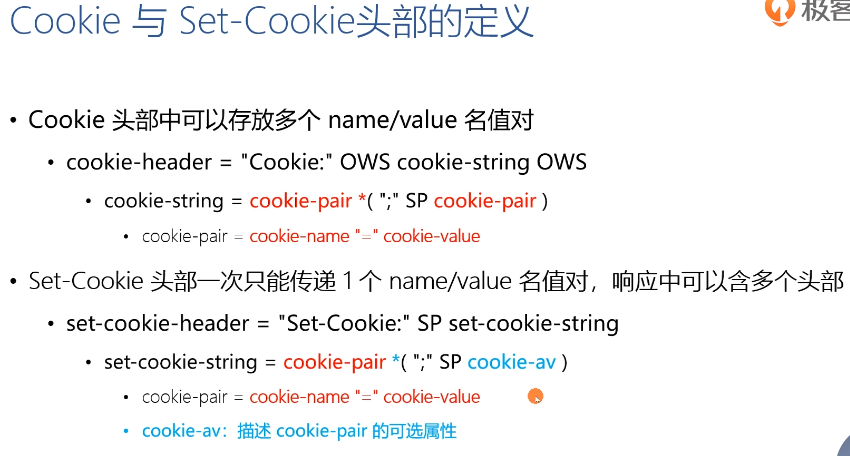 Cookie 与 Set-Cookie头部的定义
极客
• Cookie 头部中可以存放多个 name/value 名值对
• cookie-header = "Cookie:" OWS cookie-string OWS
• cookie-string = cookie-pair *( ";" SP cookie-pair )
• cookie-pair = cookie-name "=" cookie-value
• Set-Cookie 头部一次只能传递 1 个 name/value 名值对，响应中可以含多个头部
• set-cookie-header = "Set-Cookie:" SP set-cookie-string
• set-cookie-string = cookie-pair *( ";" SP cookie-av )
• cookie-pair = cookie-name "=" cookie-value
• cookie-av：描述 cookie-pair 的可选属性